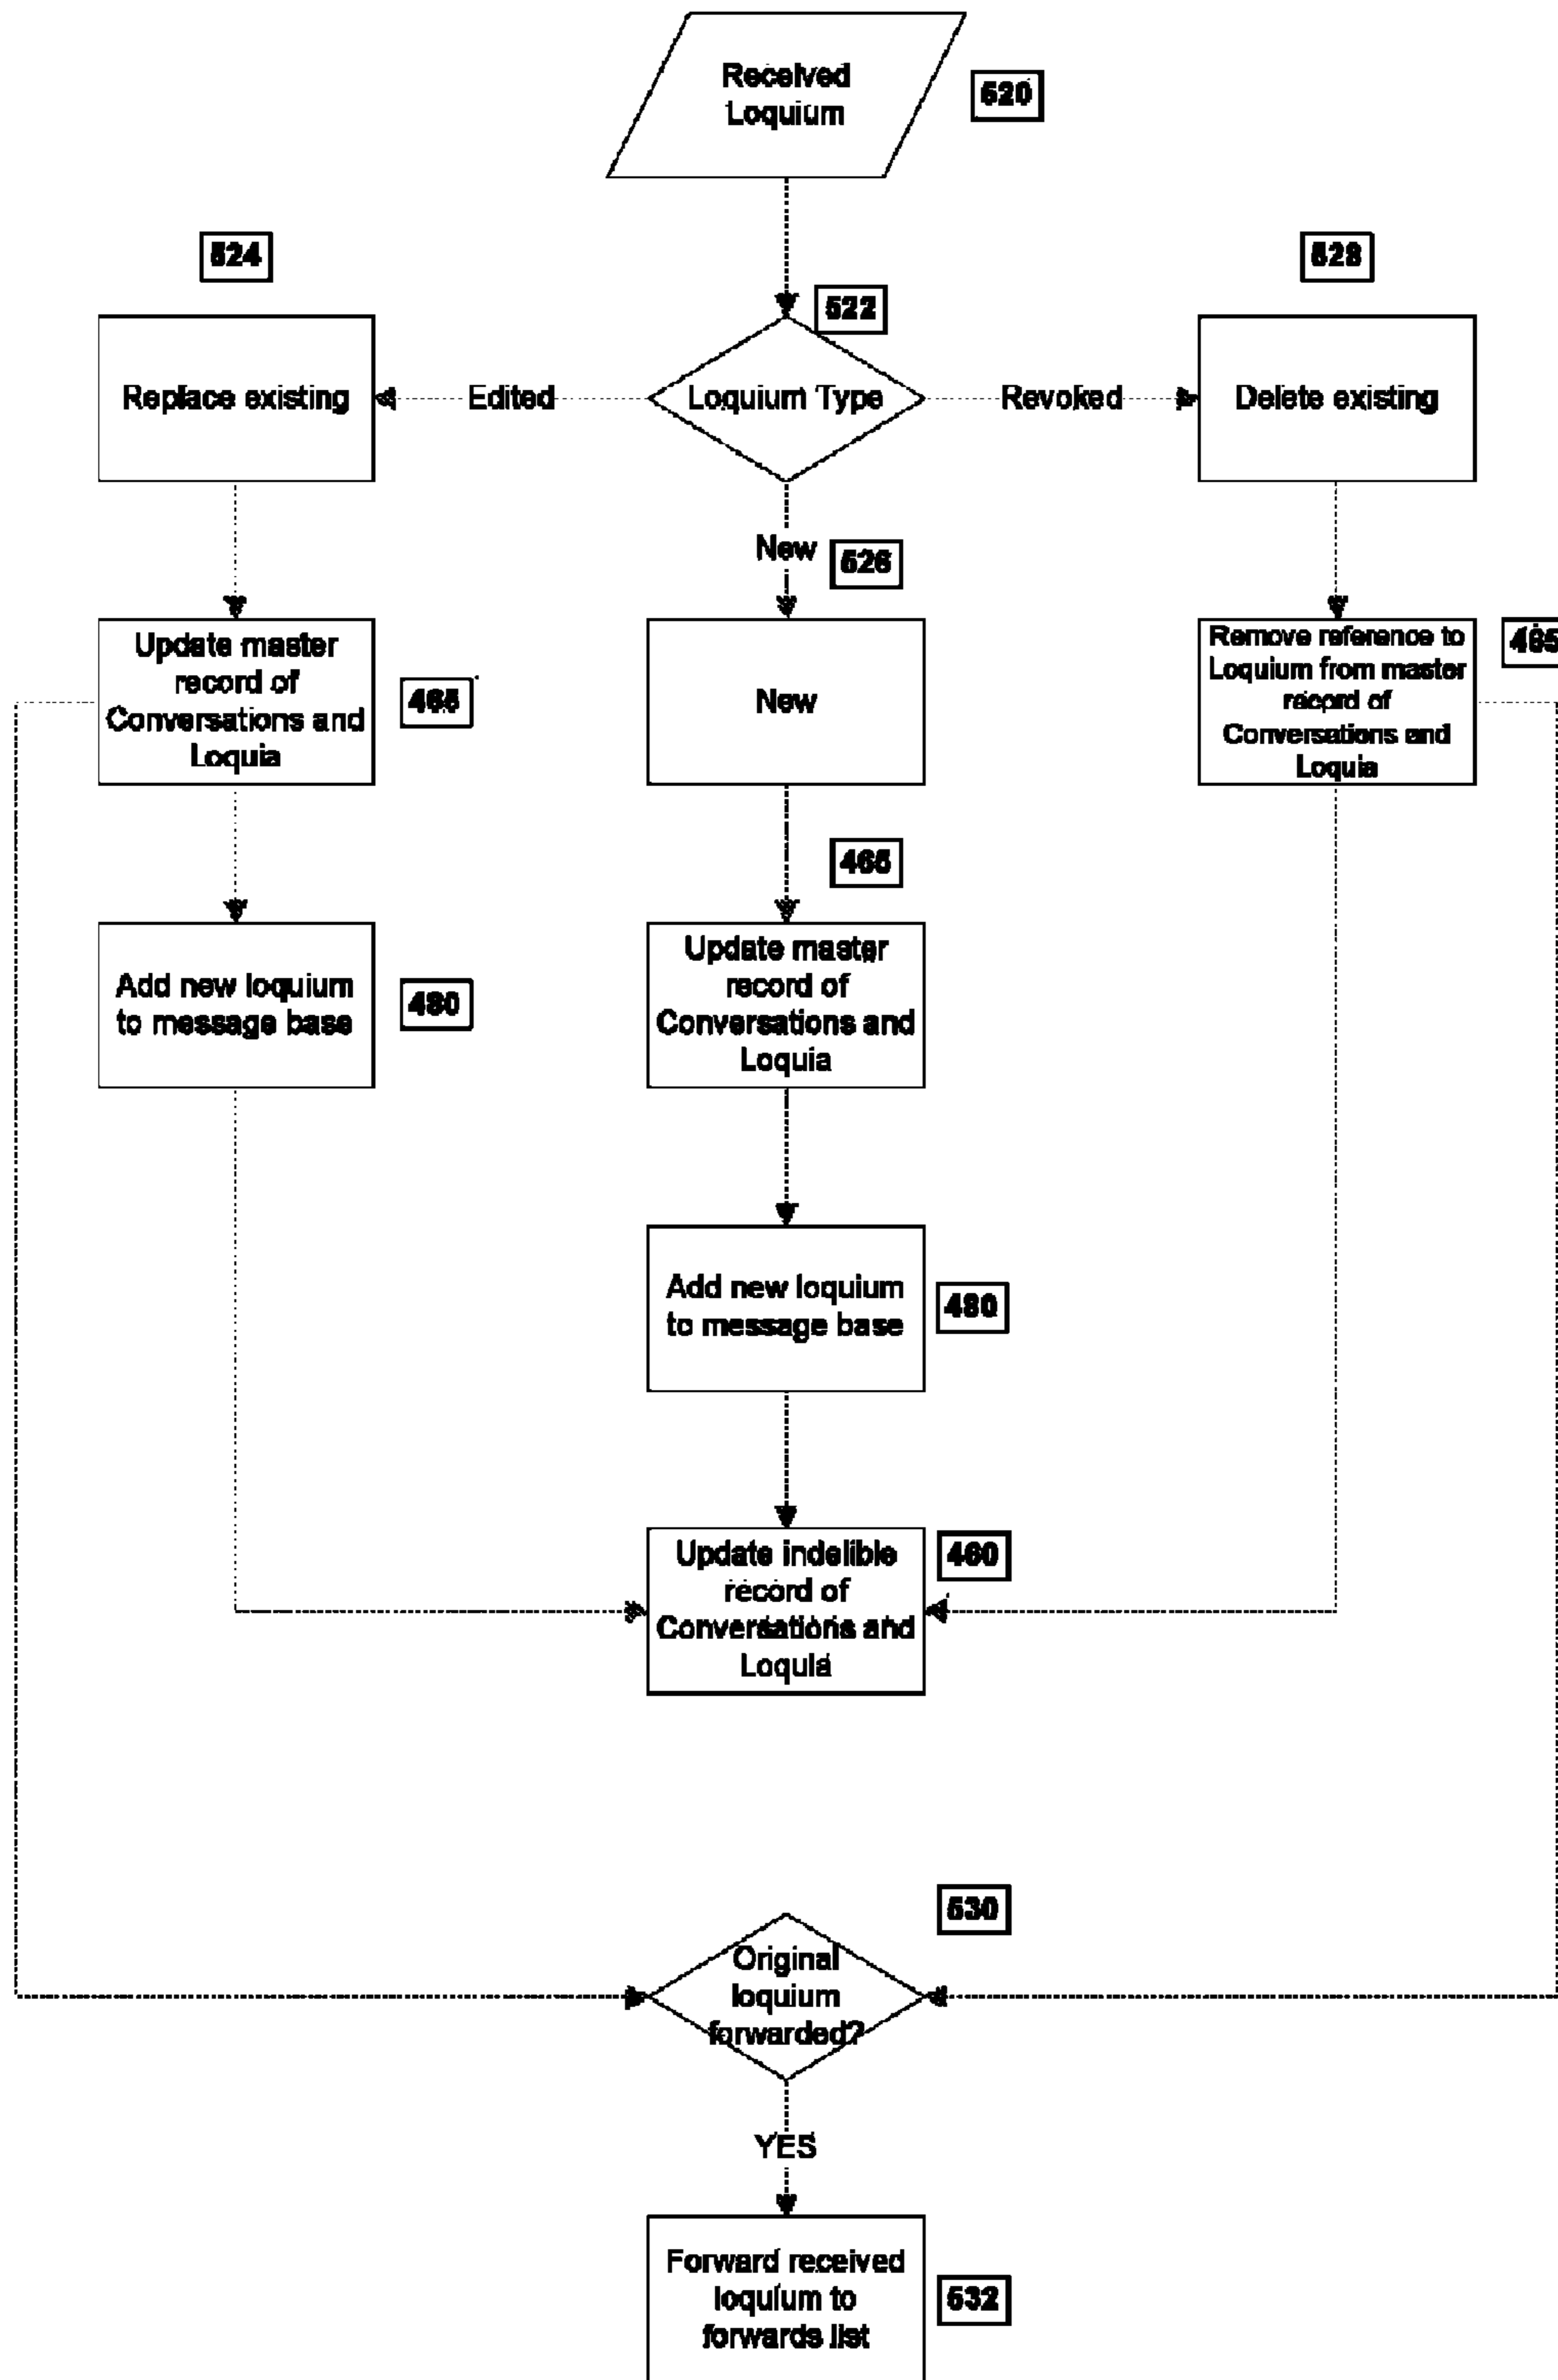 Received
Loquium
520
524
528
522
Replace existing
Edited
Loquium Type
Revoked
Delete existing
New
526
Update master
record of
Conversations and
Loquia
465
New
Remove reference to
Loquium from master
record of
Conversations and
Loquia
465
465
Add new loquium
to message base
480
Update master
record of
Conversations and
Loquia
Add new loquium
to message base
480
Update indelible
record of
Conversations and
Loquia
460
530
Original
loquium
forwarded?
YES
Forward received
loquium to
forwards list
532